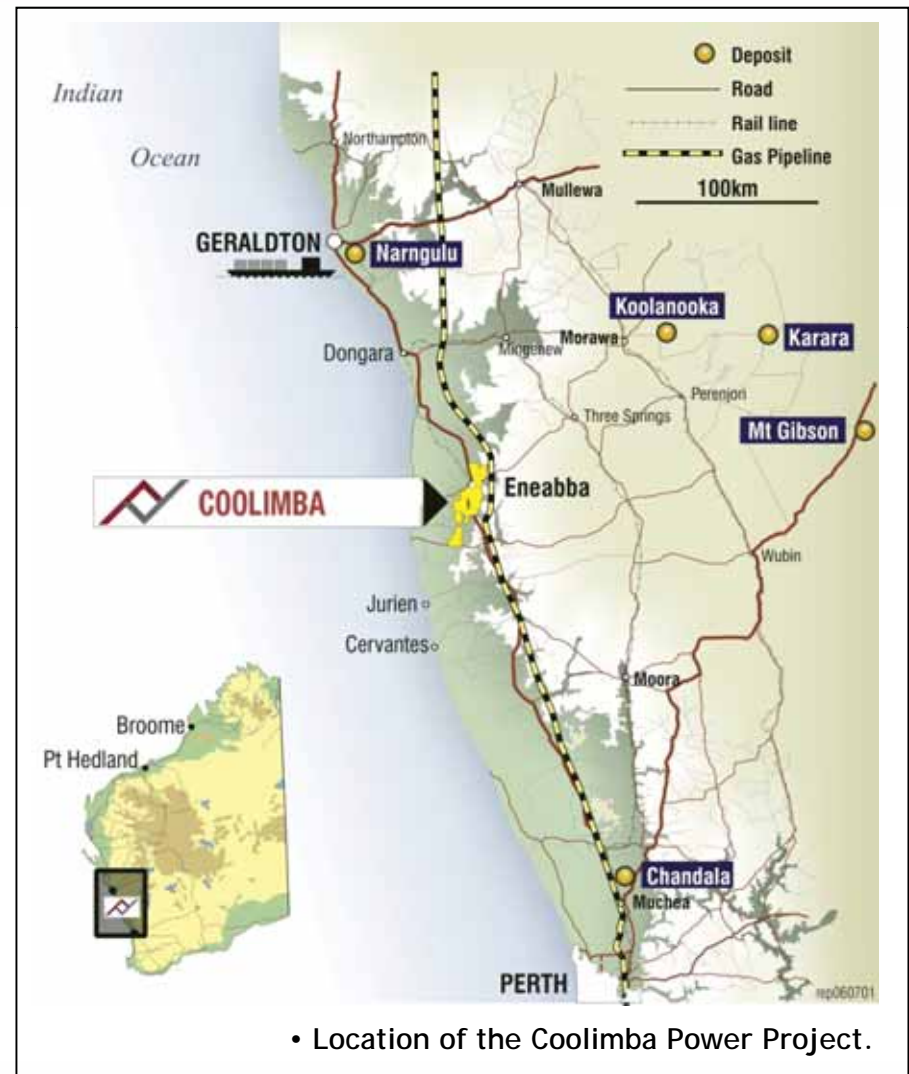 Indian
Ocean
Deposit
Road
Rail line
Gas Pipeline
100km
Northampton
Mullewa
GERALDTON
Narngulu
Koolanooka
Dongara
Mingenew
Morawa
Karara
Perenjori
Three Springs
Mt Gibson
COOLIMBA
Eneabba
Wubin
Jurien
Cervantes
Moora
Broome
Pt Hedland
Chandala
Muchea
PERTH
rep060701
• Location of the Coolimba Power Project.